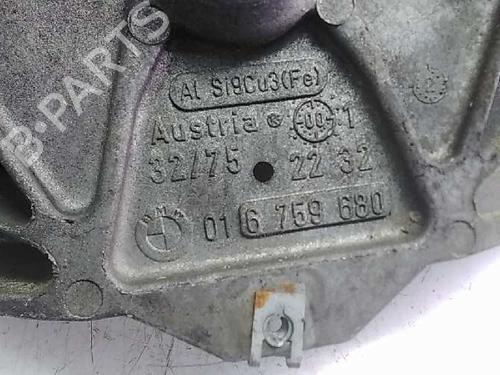 Al Si9Cu3(Fe)
Austria 00 1
32/75 22 32
01 6 759 680
B-PARTS